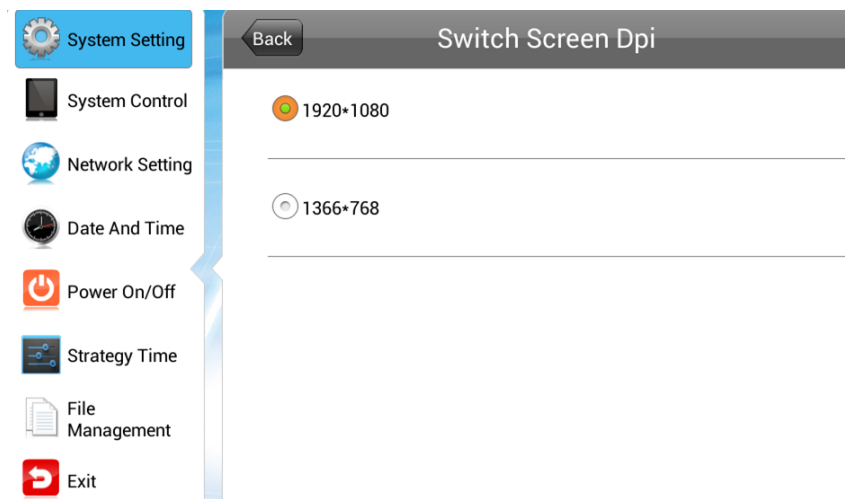 System Setting
System Control
Network Setting
Date And Time
Power On/Off
Strategy Time
File
Management
Exit
Back
Switch Screen Dpi
1920*1080
1366*768